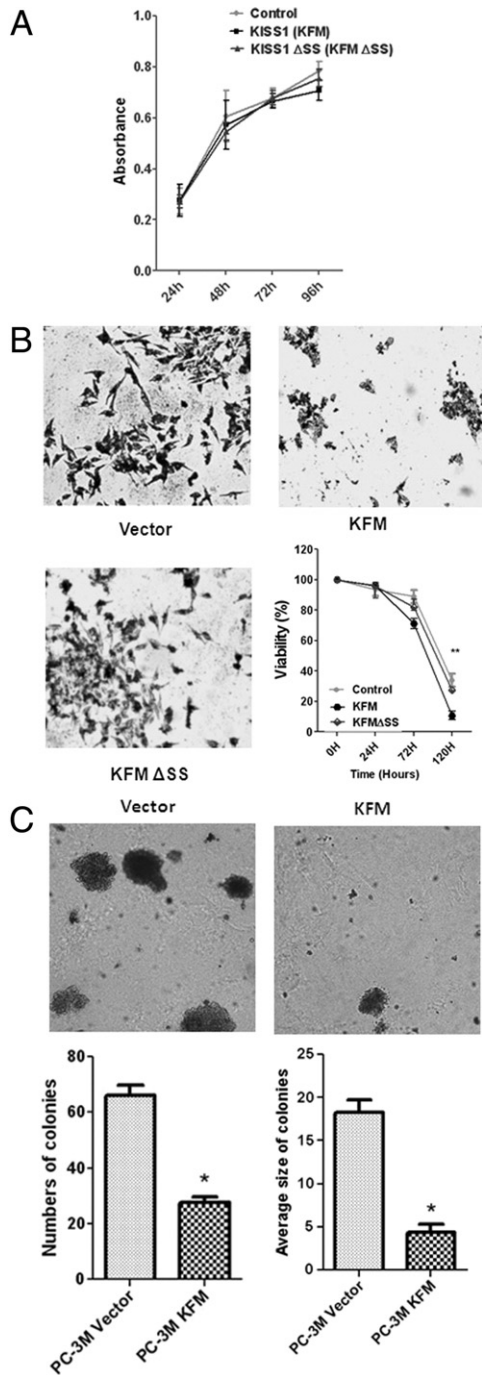 A
Control
KISS1 (KFM)
KISS1 ΔSS (KFM ΔSS)
Absorbance
1.0
0.8
0.6
0.4
0.2
0.0
24h
48h
72h
96h
B
Vector
KFM
KFM ΔSS
Viability (%)
120
100
80
60
40
20
0
**
Control
KFM
KFMΔSS
0H
24H
72H
120H
Time (Hours)
C
Vector
KFM
Numbers of colonies
80
60
40
20
0
*
PC-3M Vector
PC-3M KFM
Average size of colonies
25
20
15
10
5
0
*
PC-3M Vector
PC-3M KFM